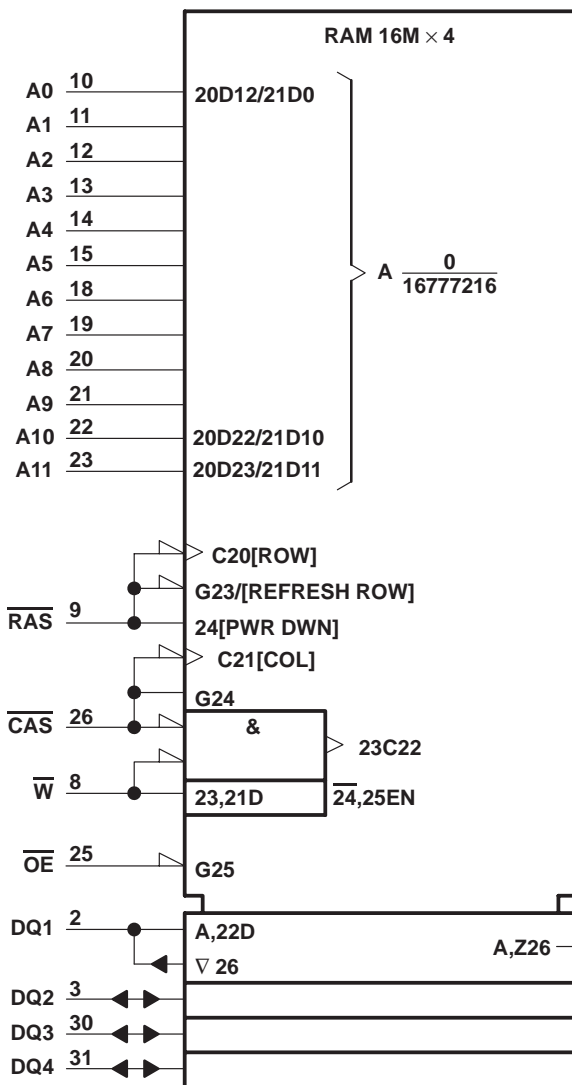 RAM 16M × 4
A0 10 20D12/21D0
A1 11
A2 12
A3 13
A4 14
A5 15
A 0
16777216
A6 18
A7 19
A8 20
A9 21
A10 22 20D22/21D10
A11 23 20D23/21D11
C20[ROW]
G23/[REFRESH ROW]
RAS 9 24[PWR DWN]
C21[COL]
G24
CAS 26 &
23C22
W 8 23,21D 24,25EN
OE 25 G25
DQ1 2 A,22D
A,Z26
∇ 26
DQ2 3
DQ3 30
DQ4 31